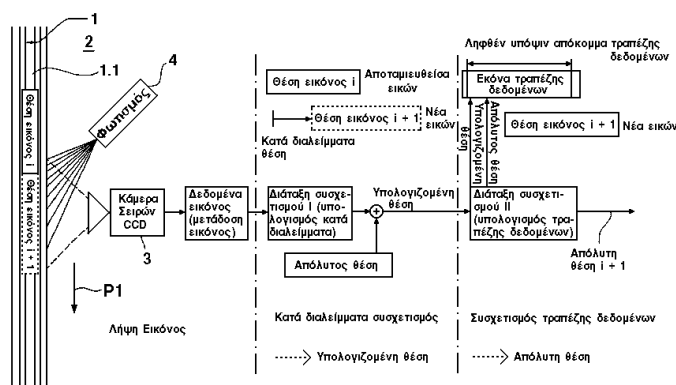 1
2
1.1
4
Θέση εικόνος i
Θέση εικόνος i + 1
Φωτισμός
Κάμερα
Σειρών
CCD
3
P1
Λήψη Εικόνος
Δεδομένα
εικόνος
(μετάδοση
εικόνος)
Θέση εικόνος i
Αποταμιευθείσα
εικών
Θέση εικόνος i + 1
Νέα
εικών
Κατά διαλείμματα
θέση
Διάταξη συσχε-
τισμού I (υπο-
λογισμός κατά
διαλείμματα)
Υπολογιζομένη
θέση
Απόλυτος θέση
Κατά διαλείμματα συσχετισμός
Υπολογιζομένη θέση
Ληφθέν υπόψιν απόκομμα τραπέζης
δεδομένων
Εκόνα τραπέζης
δεδομένων
Υπολογιζομένη
θέση
Απόλυτος θέση
Θέση εικόνος i + 1
Νέα εικών
Διάταξη συσχετι-
σμού II
(υπολογισμός τρα-
πέζης δεδομένων)
Απόλυτη
θέση i + 1
Συσχετισμός τραπέζης δεδομένων
Απόλυτη θέση